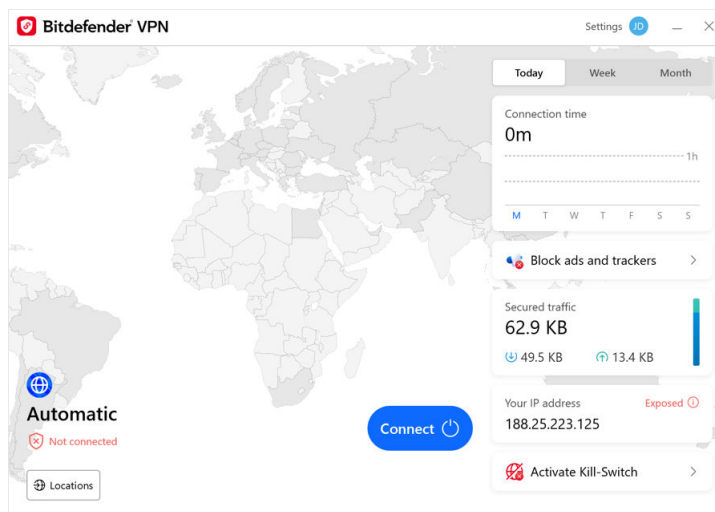 Bitdefender® VPN
Settings JD
Today Week Month
Connection time
0m
1h
M T W T F S S
Block ads and trackers
Secured traffic
62.9 KB
49.5 KB 13.4 KB
Your IP address Exposed
188.25.223.125
Activate Kill-Switch
Automatic
Not connected
Connect
Locations